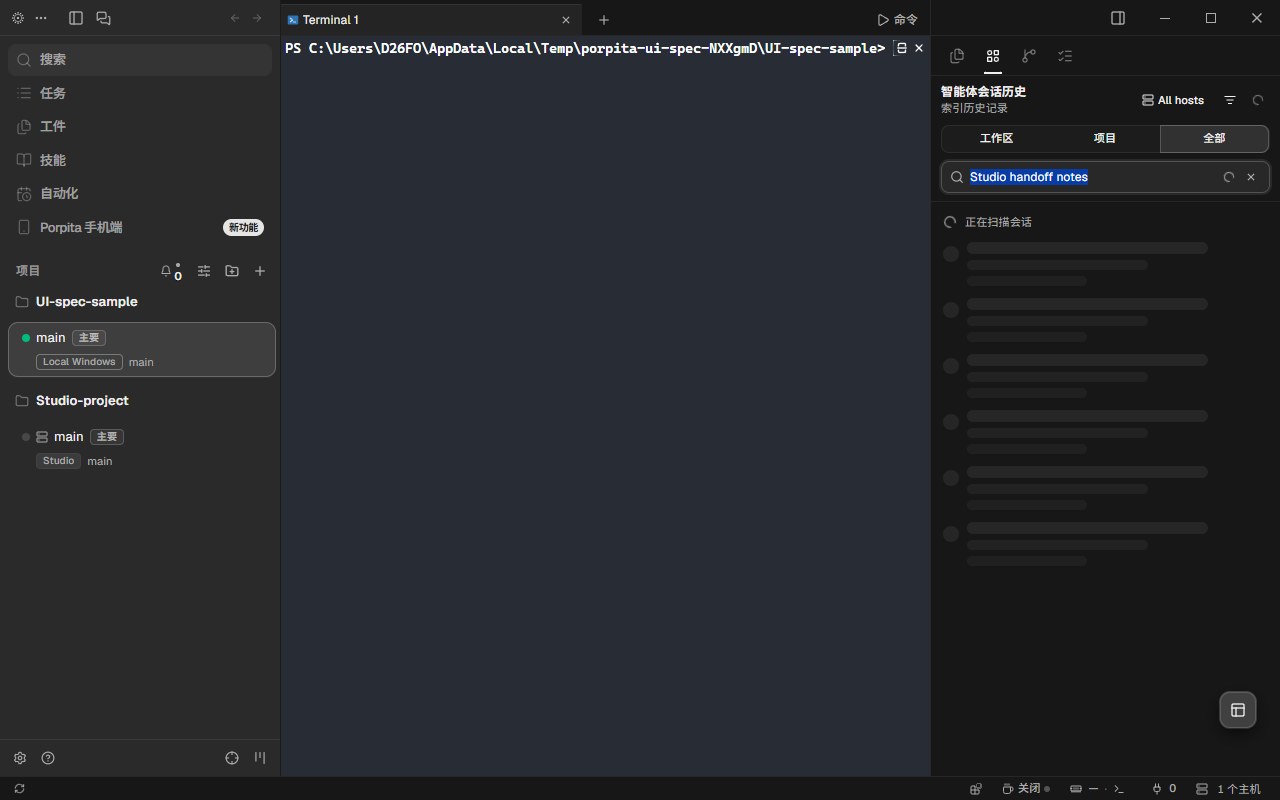 搜索
任务
工件
技能
自动化
Porpita 手机端
新功能
项目
0
UI-spec-sample
main 主要
Local Windows main
Studio-project
main 主要
Studio main
Terminal 1
命令
PS C:\Users\D26FO\AppData\Local\Temp\porpita-ui-spec-NXXgmD\UI-spec-sample>
智能体会话历史
索引历史记录
All hosts
工作区 项目 全部
Studio handoff notes
正在扫描会话
关闭
0
1 个主机